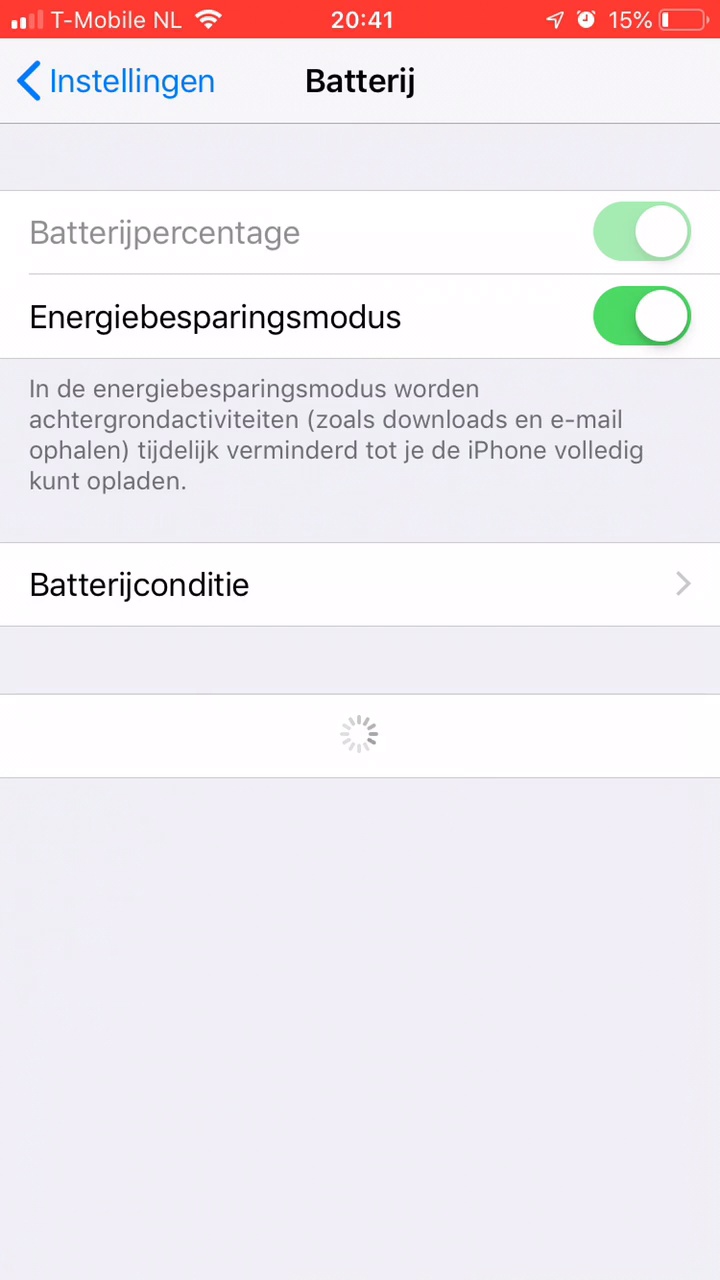 T-Mobile NL 20:41 15%
Instellingen Batterij
Batterijpercentage
Energiebesparingsmodus
In de energiebesparingsmodus worden
achtergrondactiviteiten (zoals downloads en e-mail
ophalen) tijdelijk verminderd tot je de iPhone volledig
kunt opladen.
Batterijconditie